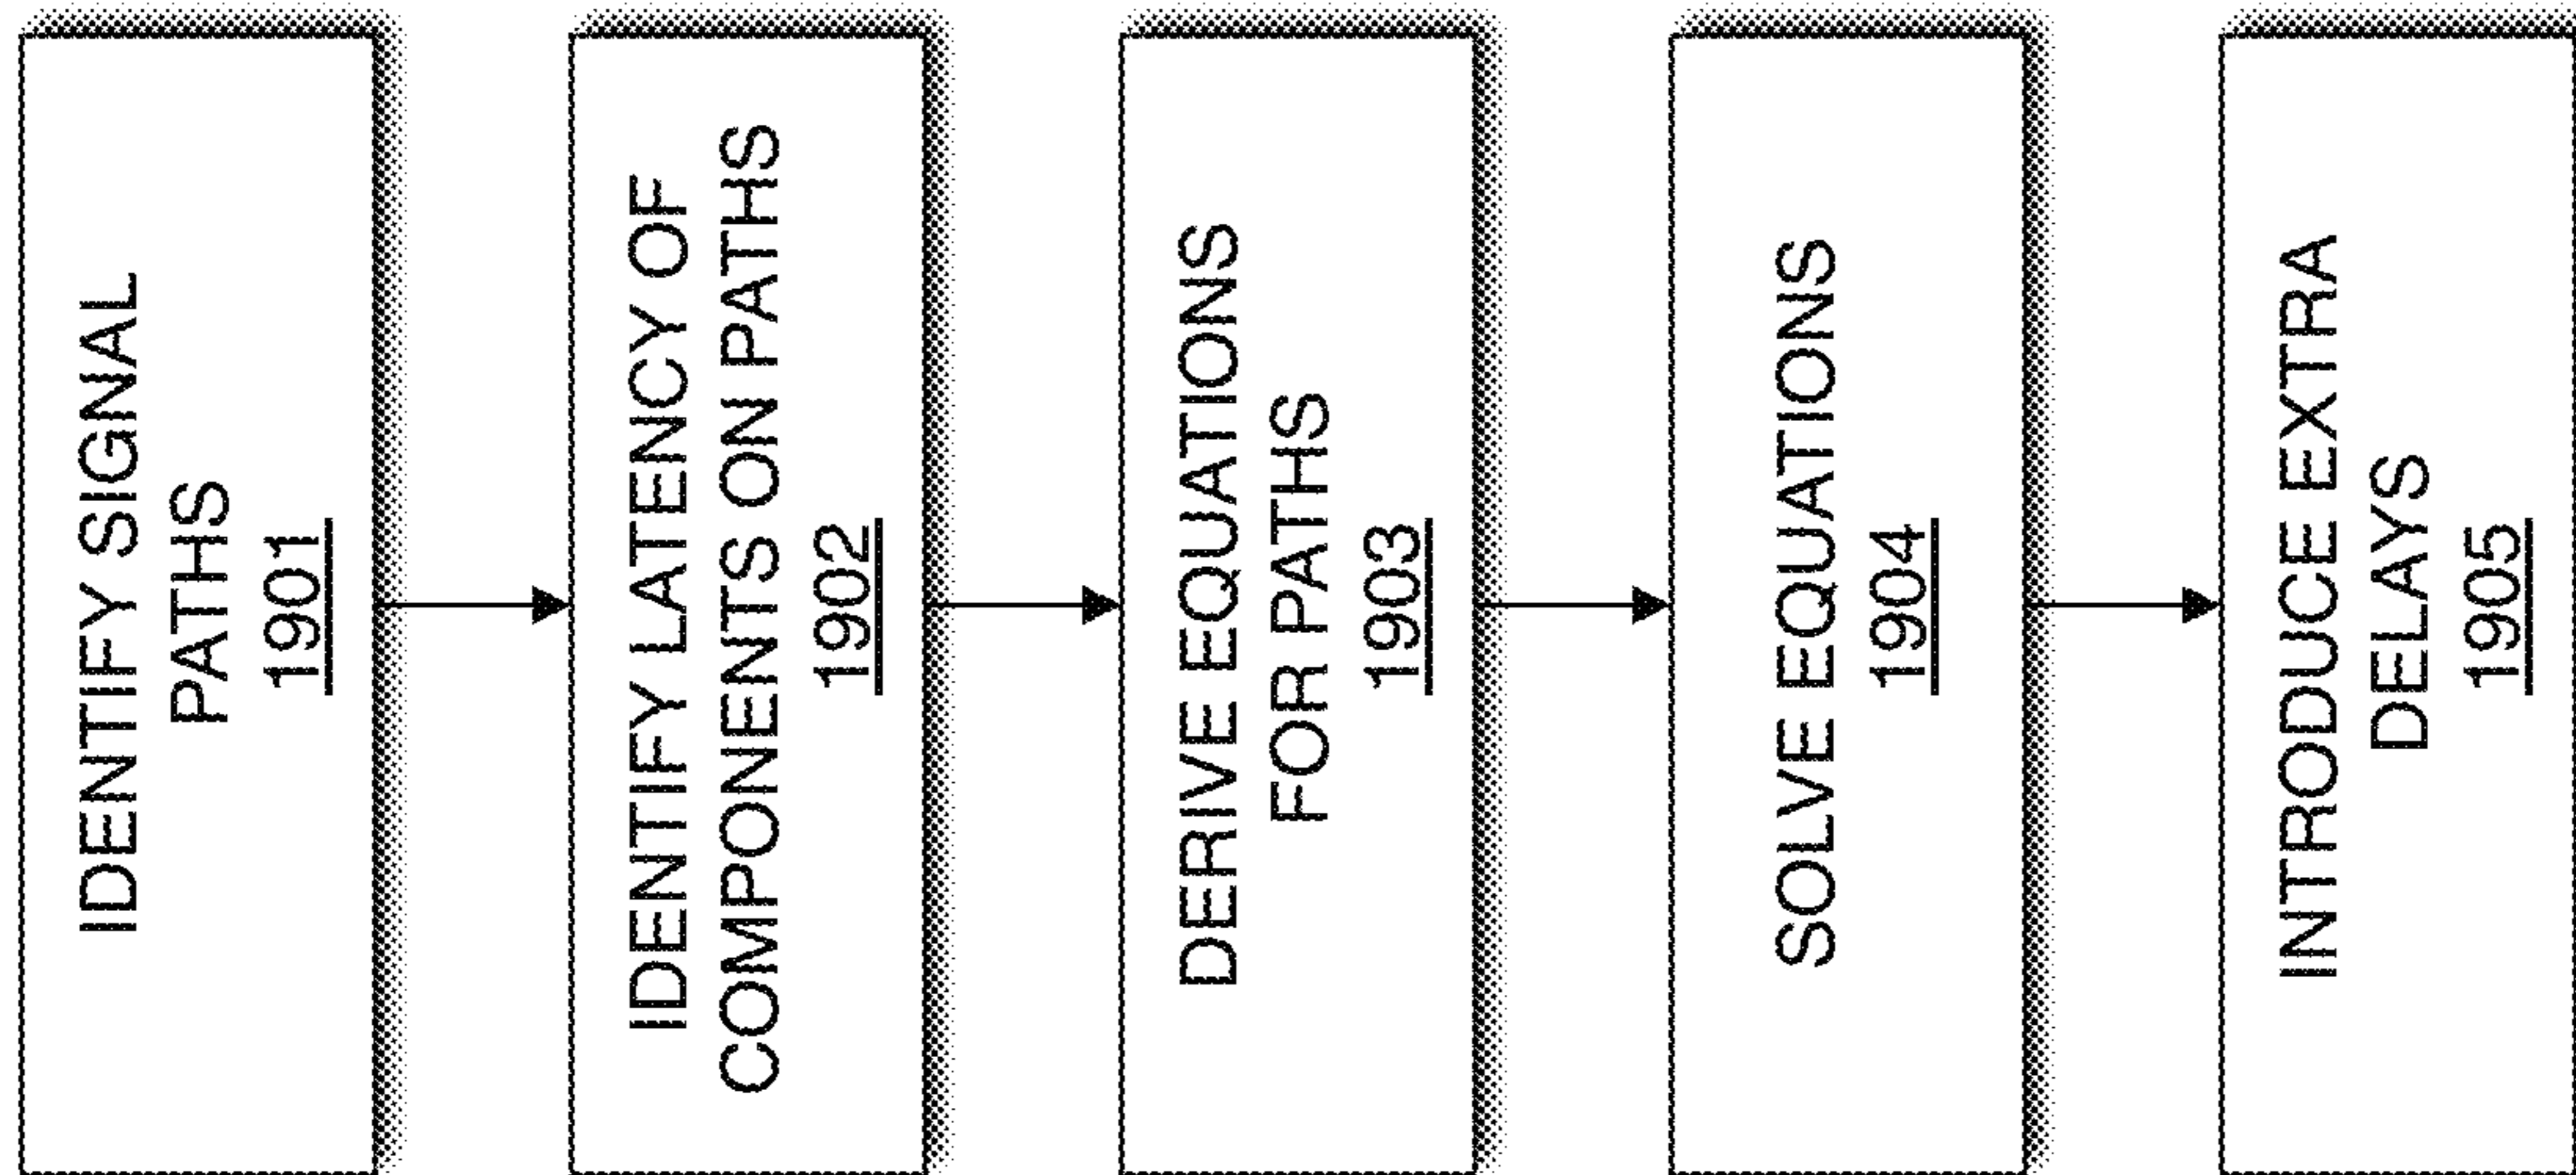 IDENTIFY SIGNAL
PATHS
1901
IDENTIFY LATENCY OF
COMPONENTS ON PATHS
1902
DERIVE EQUATIONS
FOR PATHS
1903
SOLVE EQUATIONS
1904
INTRODUCE EXTRA
DELAYS
1905